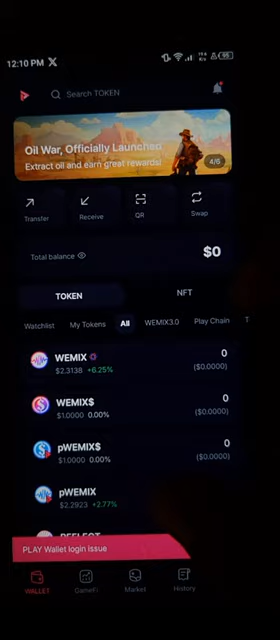 12:10 PM X
95
Search TOKEN
Oil War, Officially Launched
Extract oil and earn great rewards!
4/6
Transfer
Receive
QR
Swap
Total balance
$0
TOKEN
NFT
Watchlist
My Tokens
All
WEMIX3.0
Play Chain
T
WEMIX
0
$2.3138 +6.25%
($0.0000)
WEMIX$
0
$1.0000 0.00%
($0.0000)
pWEMIX$
0
$1.0000 0.00%
($0.0000)
pWEMIX
$2.2923 +2.77%
REFLECT
PLAY Wallet login issue
WALLET
GameFi
Market
History